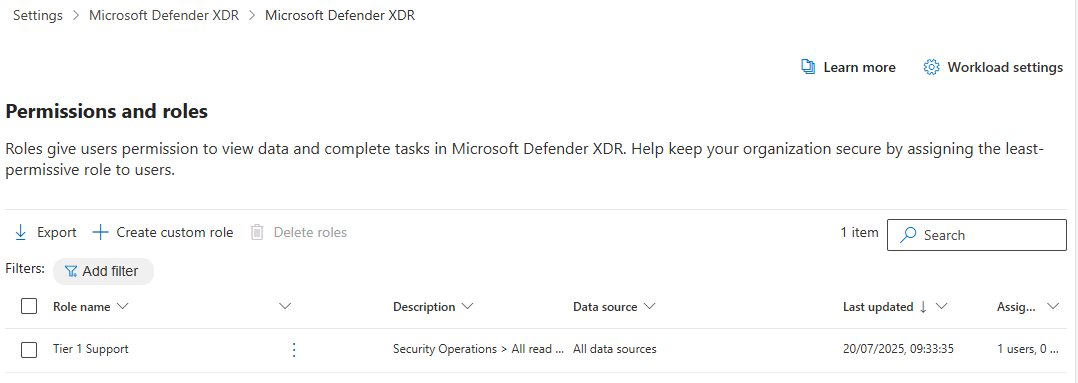 Settings > Microsoft Defender XDR > Microsoft Defender XDR
Learn more Workload settings
Permissions and roles
Roles give users permission to view data and complete tasks in Microsoft Defender XDR. Help keep your organization secure by assigning the least-
permissive role to users.
Export Create custom role Delete roles 1 item Search
Filters: Add filter
Role name Description Data source Last updated ↓ Assig...
Tier 1 Support Security Operations > All read ... All data sources 20/07/2025, 09:33:35 1 users, 0 ...